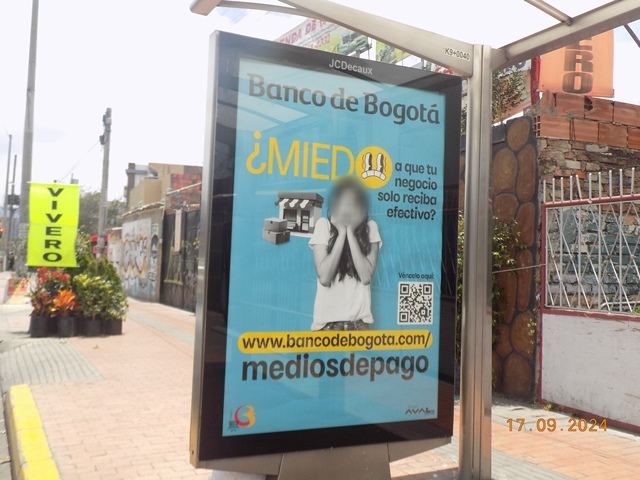 K9+0040
JCDecaux
Banco de Bogotá
¿MIEDO
a que tu
negocio
solo reciba
efectivo?
Véncelo aquí:
www.bancodebogota.com/
mediosdepago
AVAL
VIVERO
ERO
17.09.2024